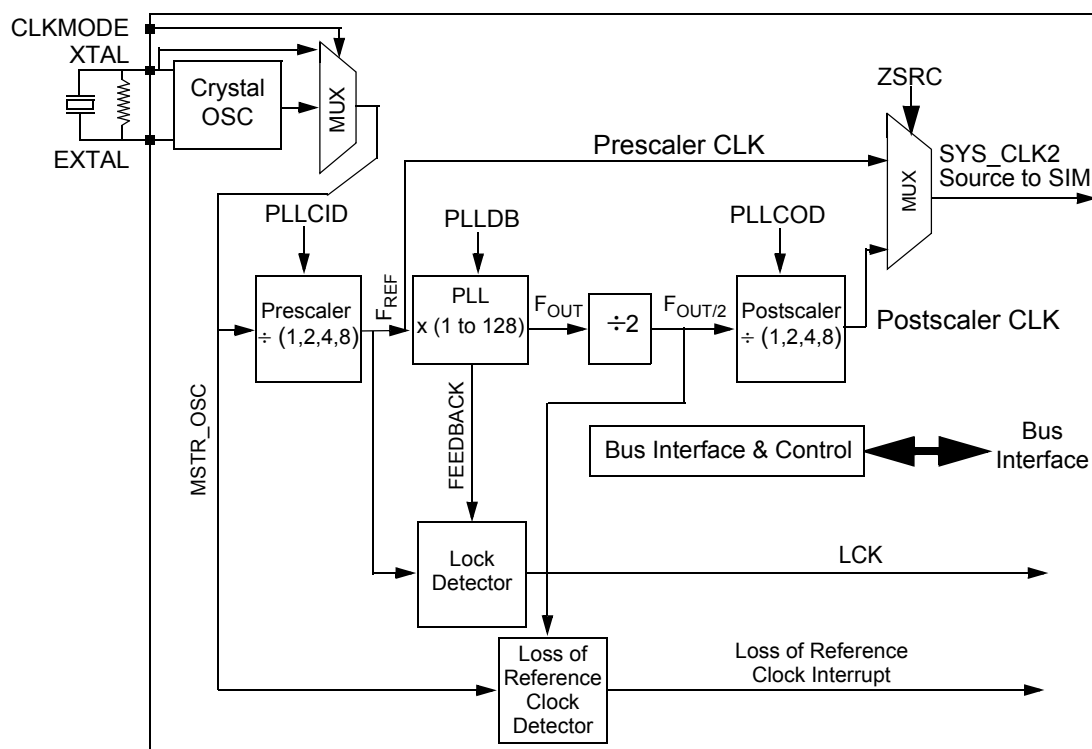 CLKMODE
XTAL
Crystal
OSC
EXTAL
MUX
ZSRC
Prescaler CLK
MUX
SYS_CLK2
Source to SIM
PLLCID
PLLDB
PLLCOD
Prescaler
÷ (1,2,4,8)
FREF
PLL
x (1 to 128)
FOUT
÷2
FOUT/2
Postscaler
÷ (1,2,4,8)
Postscaler CLK
MSTR_OSC
FEEDBACK
Bus Interface & Control
Bus
Interface
Lock
Detector
LCK
Loss of
Reference
Clock
Detector
Loss of Reference
Clock Interrupt